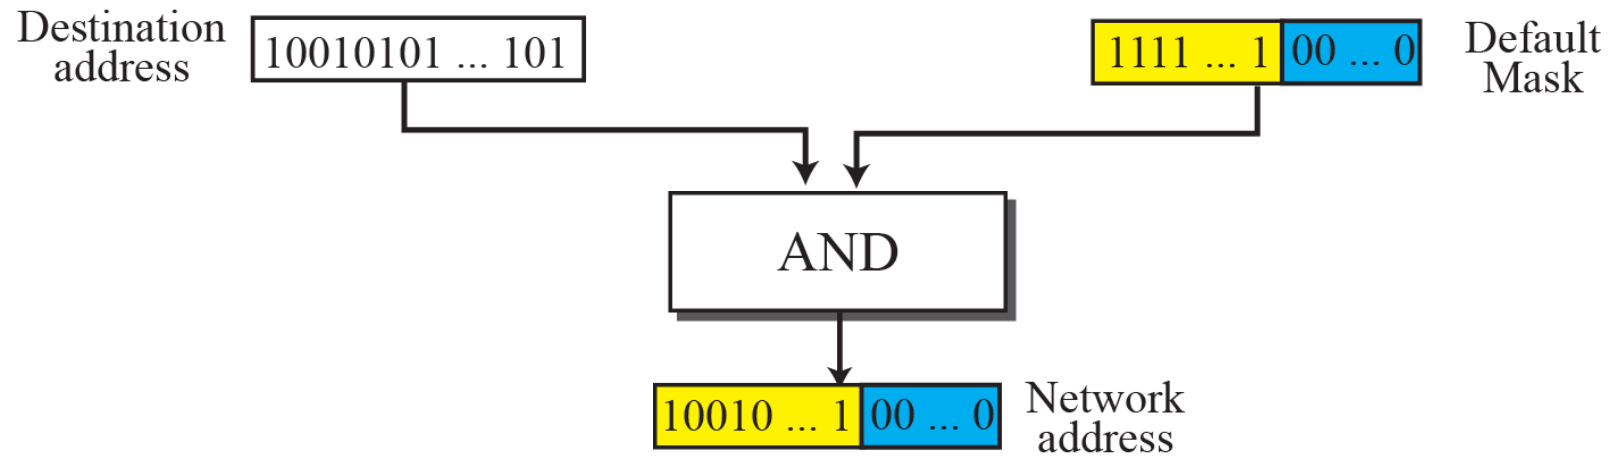 Destination
address
10010101 ... 101
1111 ... 1 00 ... 0
Default
Mask
AND
10010 ... 1 00 ... 0
Network
address